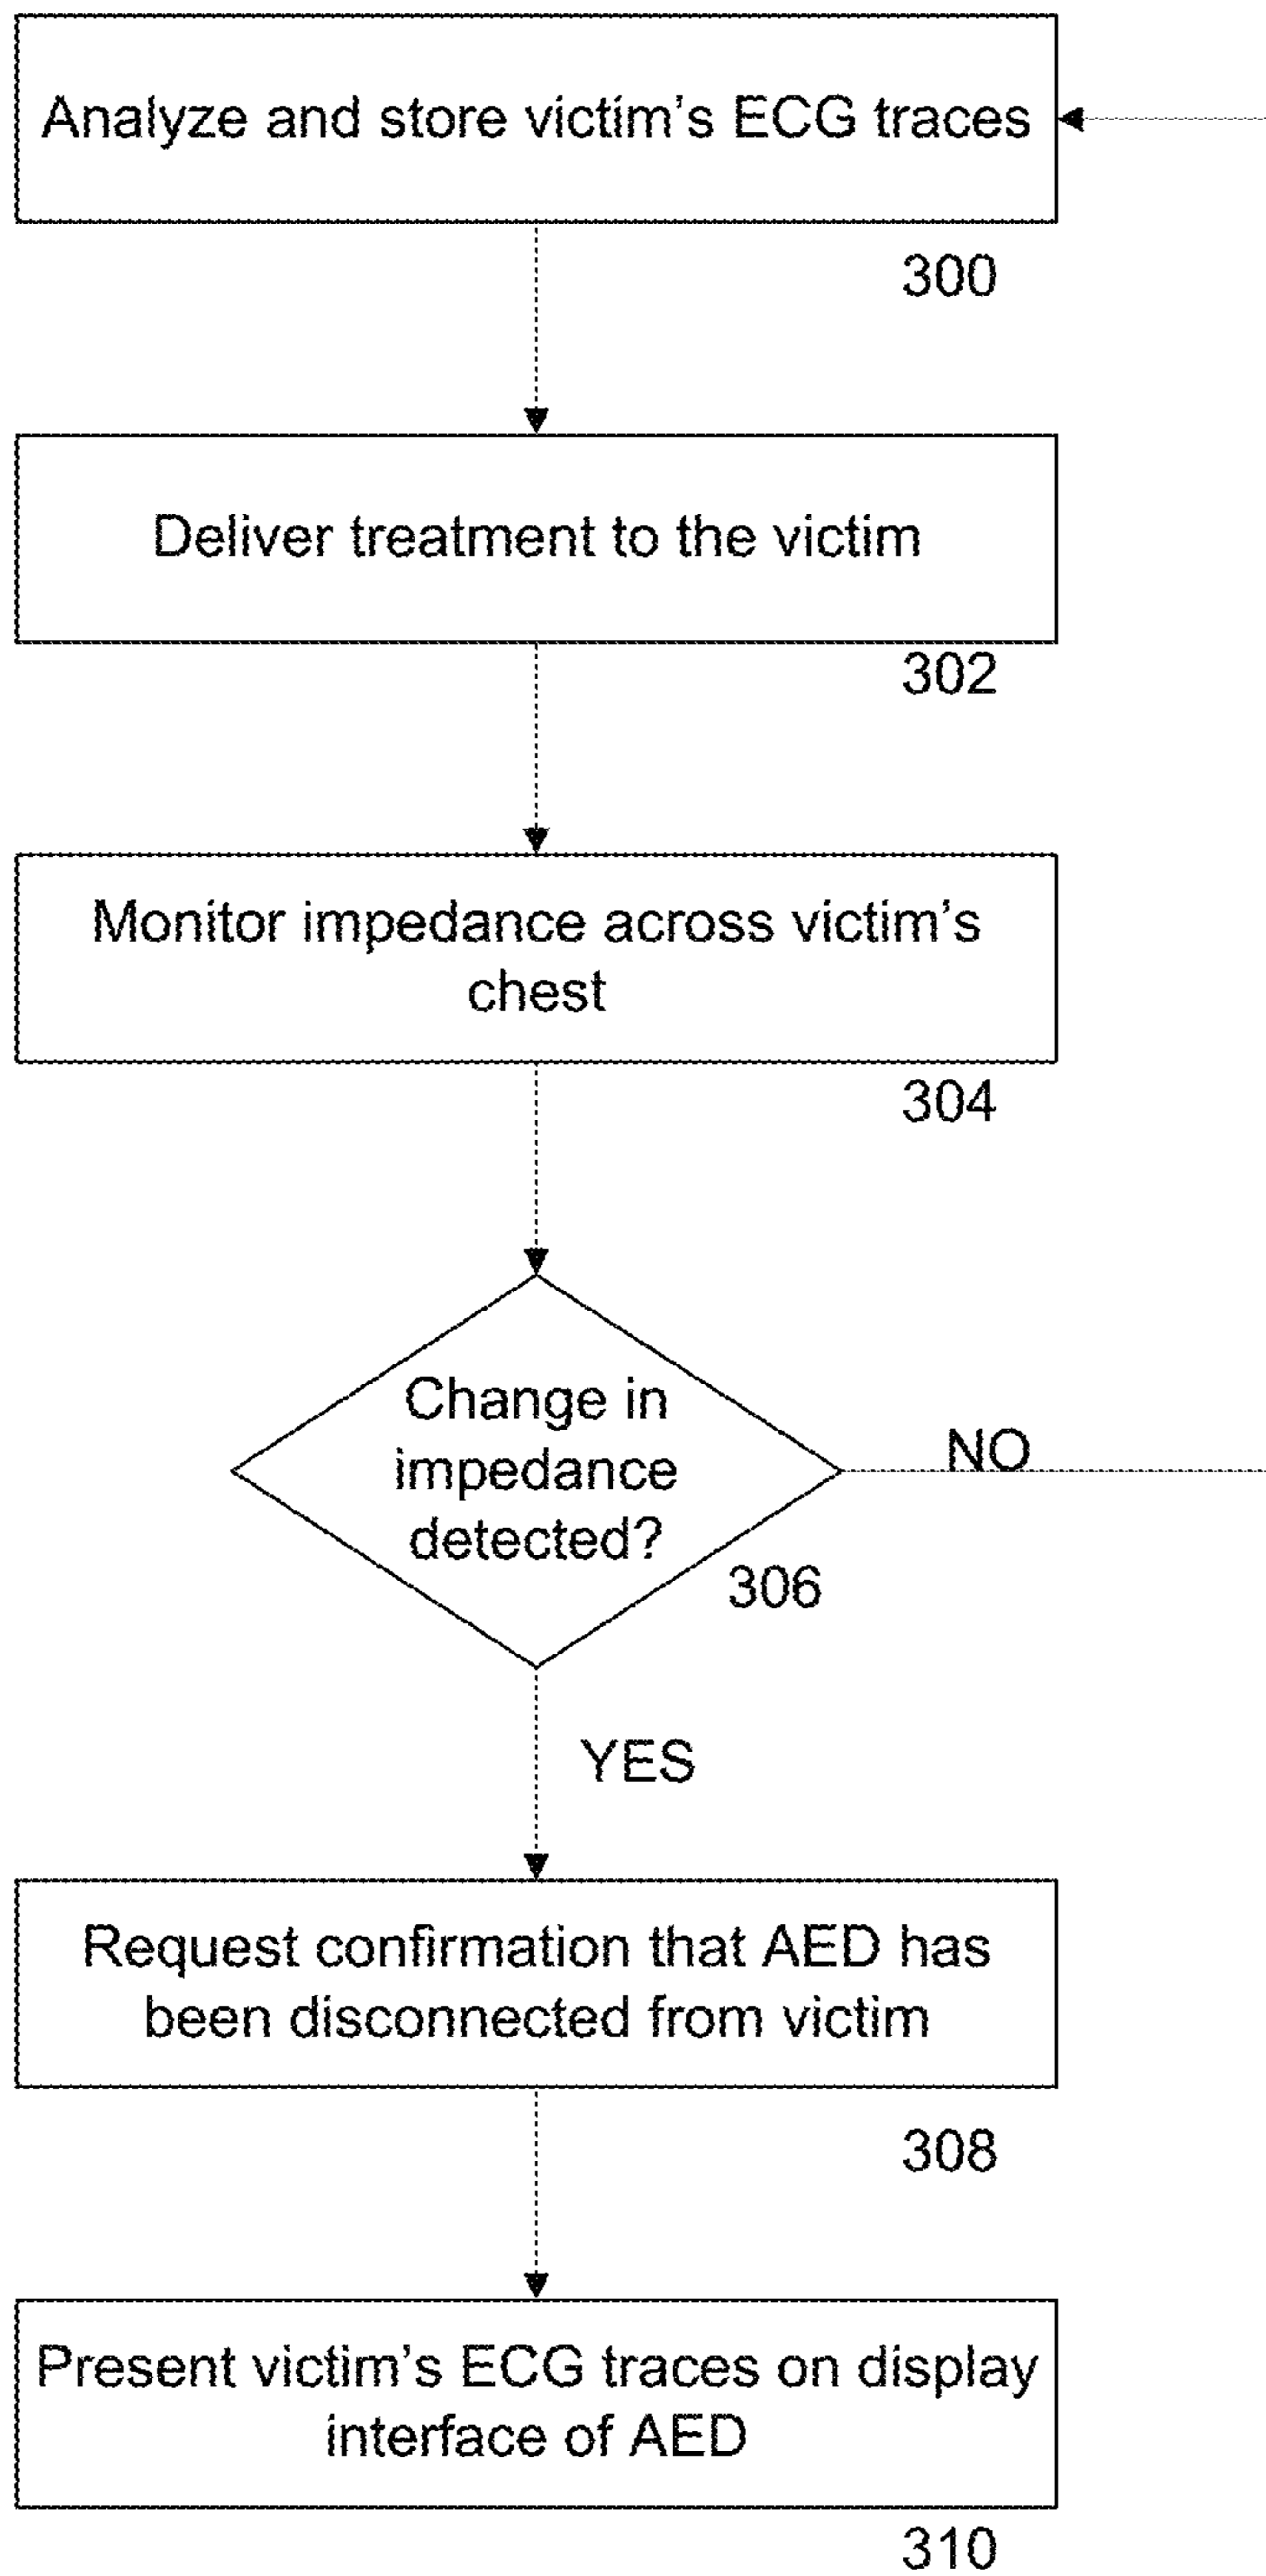 Analyze and store victim's ECG traces
300
Deliver treatment to the victim
302
Monitor impedance across victim's
chest
304
Change in
impedance
detected?
306
NO
YES
Request confirmation that AED has
been disconnected from victim
308
Present victim's ECG traces on display
interface of AED
310